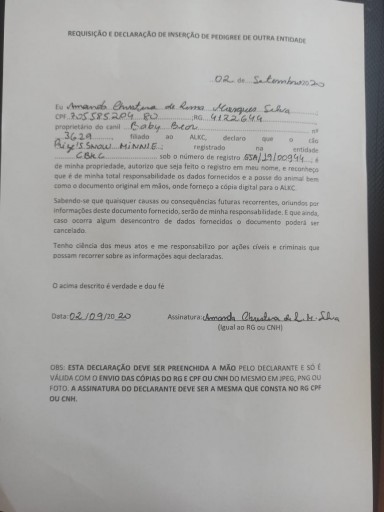 REQUISIÇÃO E DECLARAÇÃO DE INSERÇÃO DE PEDIGREE DE OUTRA ENTIDADE
02 de Setembro 2020
Eu Amanda Christina de Lima Marques Silva
CPF 705585204 80, RG 4122644
proprietário do canil Baby Bear nº
3629, filiado ao ALKC, declaro que o cão
SNOW MINNIE registrado na entidade
CBKC sob o número de registro /19/00944, é
de minha propriedade, autorizo que seja feito o registro em meu nome, e reconheço
que é de minha total responsabilidade os dados fornecidos e a posse do animal bem
como o documento original em mãos, onde forneço a cópia digital para o ALKC.
Sabendo-se que quaisquer causas ou consequências futuras recorrentes, oriundos por
informações deste documento fornecido, serão de minha responsabilidade. E que ainda,
caso ocorra algum desencontro de dados fornecidos o documento poderá ser
cancelado.
Tenho ciência dos meus atos e me responsabilizo por ações cíveis e criminais que
possam recorrer sobre as informações aqui declaradas.
O acima descrito é verdade e dou fé
Data: 02/09/2020 Assinatura: Amanda Christina de L. M. Silva
(Igual ao RG ou CNH)
OBS: ESTA DECLARAÇÃO DEVE SER PREENCHIDA A MÃO PELO DECLARANTE E SÓ É
VÁLIDA COM O ENVIO DAS CÓPIAS DO RG E CPF OU CNH DO MESMO EM JPEG, PNG OU
FOTO. A ASSINATURA DO DECLARANTE DEVE SER A MESMA QUE CONSTA NO RG CPF
OU CNH.